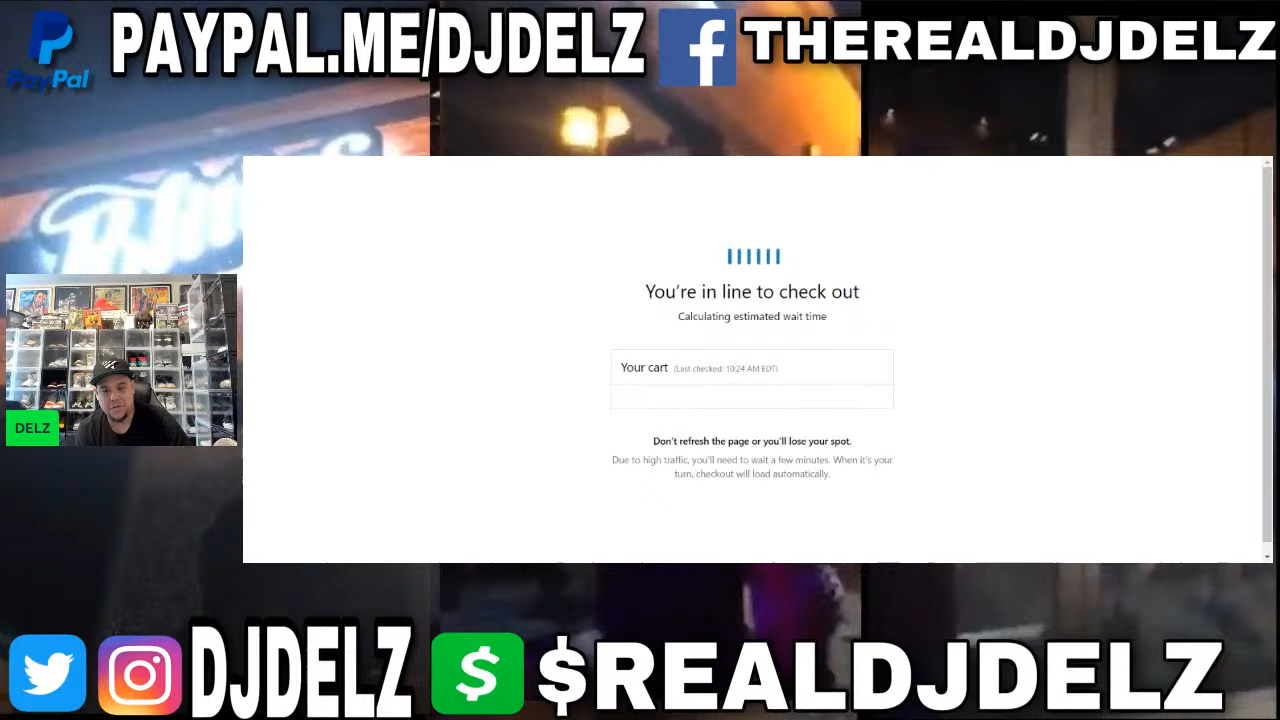 PayPal
PAYPAL.ME/DJDELZ
THEREALDJDELZ
You're in line to check out
Calculating estimated wait time
Your cart (Last checked: 10:24 AM EDT)
Don't refresh the page or you'll lose your spot.
Due to high traffic, you'll need to wait a few minutes. When it's your
turn, checkout will load automatically.
DELZ
DJDELZ
$REALDJDELZ